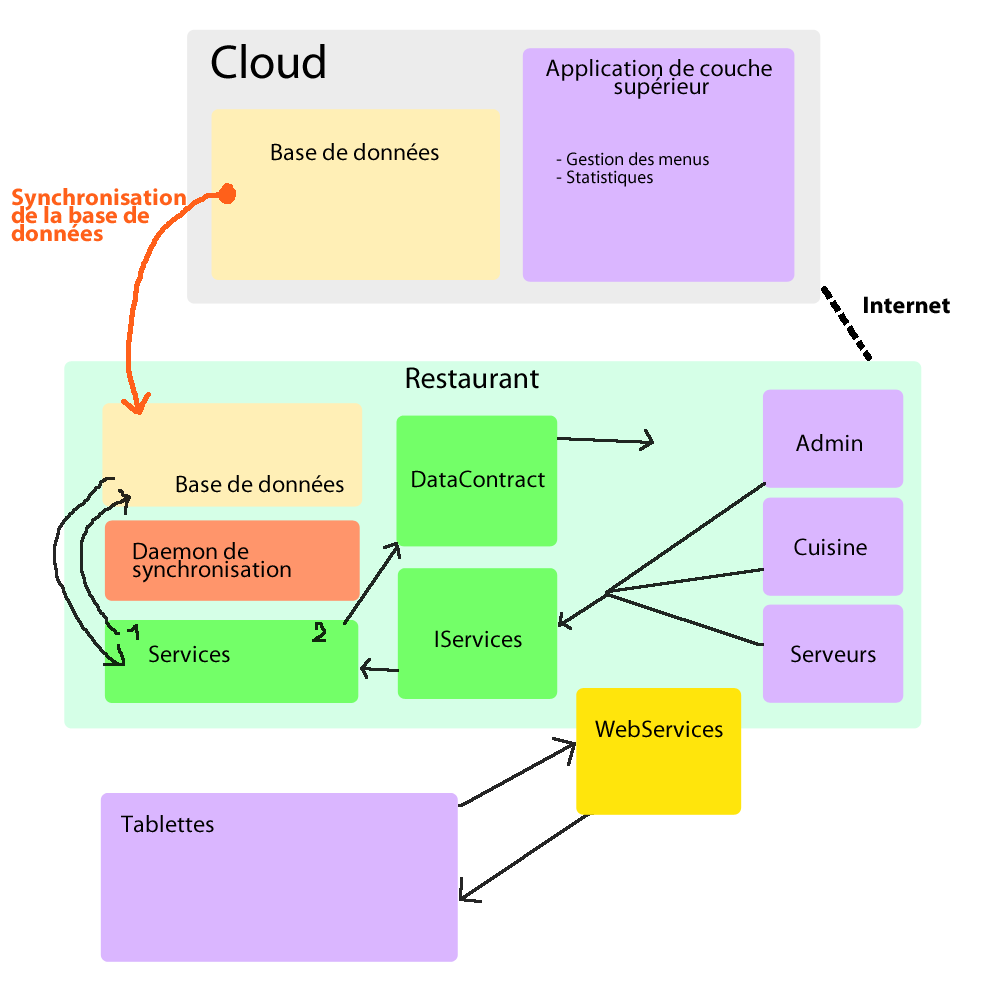 Cloud
Application de couche
supérieur
Base de données
- Gestion des menus
- Statistiques
Synchronisation
de la base de
données
Internet
Restaurant
Admin
DataContract
Base de données
Cuisine
Daemon de
synchronisation
1
2
Services
IServices
Serveurs
WebServices
Tablettes